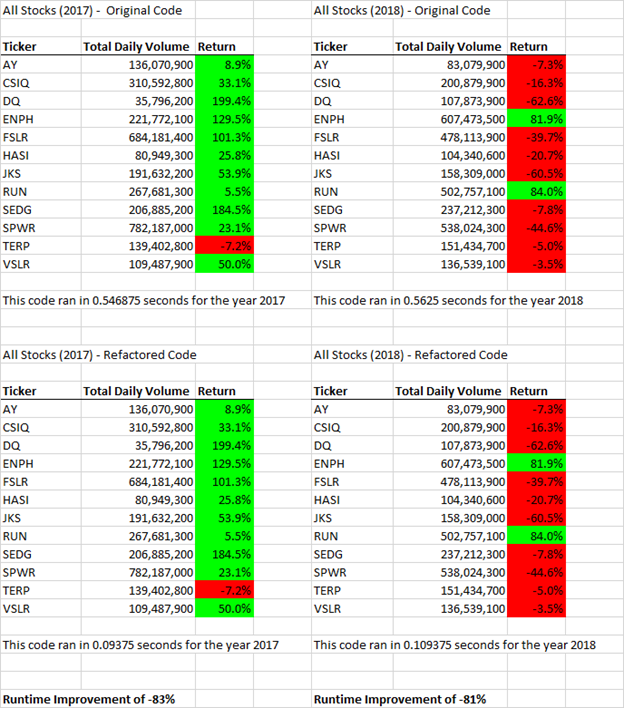 All Stocks (2017) - Original Code
Ticker Total Daily Volume Return
AY 136,070,900 8.9%
CSIQ 310,592,800 33.1%
DQ 35,796,200 199.4%
ENPH 221,772,100 129.5%
FSLR 684,181,400 101.3%
HASI 80,949,300 25.8%
JKS 191,632,200 53.9%
RUN 267,681,300 5.5%
SEDG 206,885,200 184.5%
SPWR 782,187,000 23.1%
TERP 139,402,800 -7.2%
VSLR 109,487,900 50.0%
This code ran in 0.546875 seconds for the year 2017
All Stocks (2018) - Original Code
Ticker Total Daily Volume Return
AY 83,079,900 -7.3%
CSIQ 200,879,900 -16.3%
DQ 107,873,900 -62.6%
ENPH 607,473,500 81.9%
FSLR 478,113,900 -39.7%
HASI 104,340,600 -20.7%
JKS 158,309,000 -60.5%
RUN 502,757,100 84.0%
SEDG 237,212,300 -7.8%
SPWR 538,024,300 -44.6%
TERP 151,434,700 -5.0%
VSLR 136,539,100 -3.5%
This code ran in 0.5625 seconds for the year 2018
All Stocks (2017) - Refactored Code
Ticker Total Daily Volume Return
AY 136,070,900 8.9%
CSIQ 310,592,800 33.1%
DQ 35,796,200 199.4%
ENPH 221,772,100 129.5%
FSLR 684,181,400 101.3%
HASI 80,949,300 25.8%
JKS 191,632,200 53.9%
RUN 267,681,300 5.5%
SEDG 206,885,200 184.5%
SPWR 782,187,000 23.1%
TERP 139,402,800 -7.2%
VSLR 109,487,900 50.0%
This code ran in 0.09375 seconds for the year 2017
Runtime Improvement of -83%
All Stocks (2018) - Refactored Code
Ticker Total Daily Volume Return
AY 83,079,900 -7.3%
CSIQ 200,879,900 -16.3%
DQ 107,873,900 -62.6%
ENPH 607,473,500 81.9%
FSLR 478,113,900 -39.7%
HASI 104,340,600 -20.7%
JKS 158,309,000 -60.5%
RUN 502,757,100 84.0%
SEDG 237,212,300 -7.8%
SPWR 538,024,300 -44.6%
TERP 151,434,700 -5.0%
VSLR 136,539,100 -3.5%
This code ran in 0.109375 seconds for the year 2018
Runtime Improvement of -81%